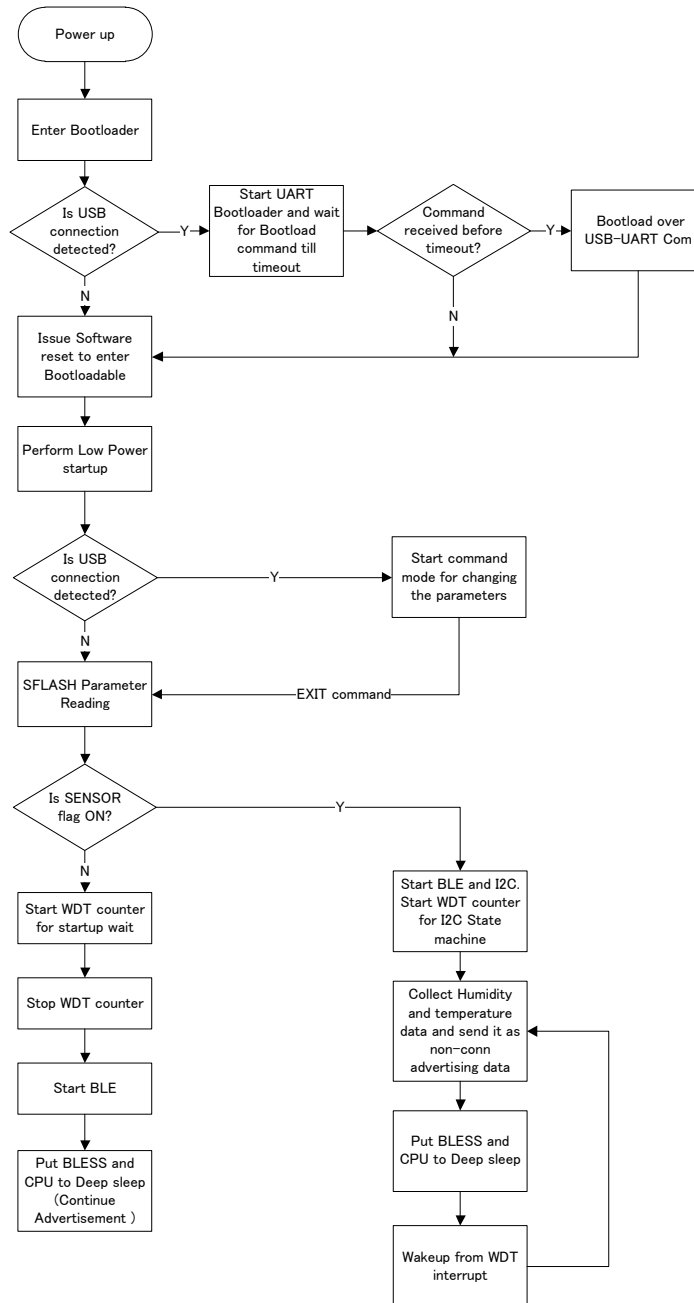 Power up
Enter Bootloader
Is USB
connection
detected?
Y
Start UART
Bootloader and wait
for Bootload
command till
timeout
Command
received before
timeout?
Y
Bootload over
USB-UART Com
N
N
Issue Software
reset to enter
Bootloadable
Perform Low Power
startup
Is USB
connection
detected?
Y
Start command
mode for changing
the parameters
N
SFLASH Parameter
Reading
EXIT command
Is SENSOR
flag ON?
Y
N
Start WDT counter
for startup wait
Stop WDT counter
Start BLE
Put BLESS and
CPU to Deep sleep
(Continue
Advertisement )
Start BLE and I2C.
Start WDT counter
for I2C State
machine
Collect Humidity
and temperature
data and send it as
non-conn
advertising data
Put BLESS and
CPU to Deep sleep
Wakeup from WDT
interrupt